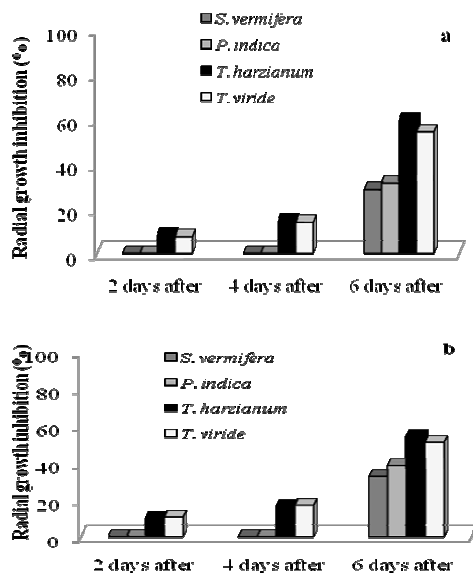 a
100
80
60
40
20
0
Radial growth inhibition (%)
S. vermifera
P. indica
T. harzianum
T. viride
2 days after 4 days after 6 days after
b
100
80
60
40
20
0
Radial growth inhibition (%)
S. vermifera
P. indica
T. harzianum
T. viride
2 days after 4 days after 6 days after